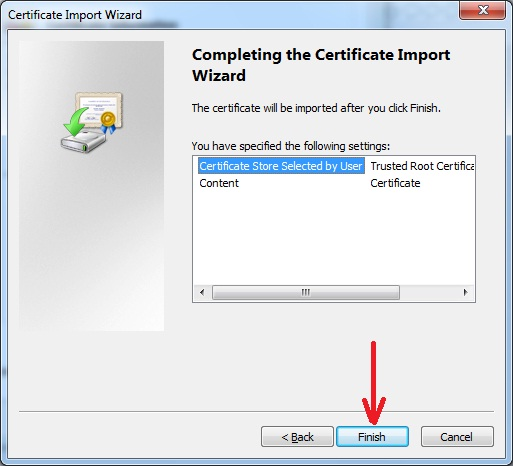 Certificate Import Wizard
Completing the Certificate Import
Wizard
The certificate will be imported after you click Finish.
You have specified the following settings:
Certificate Store Selected by User Trusted Root Certifica
Content Certificate
< Back Finish Cancel